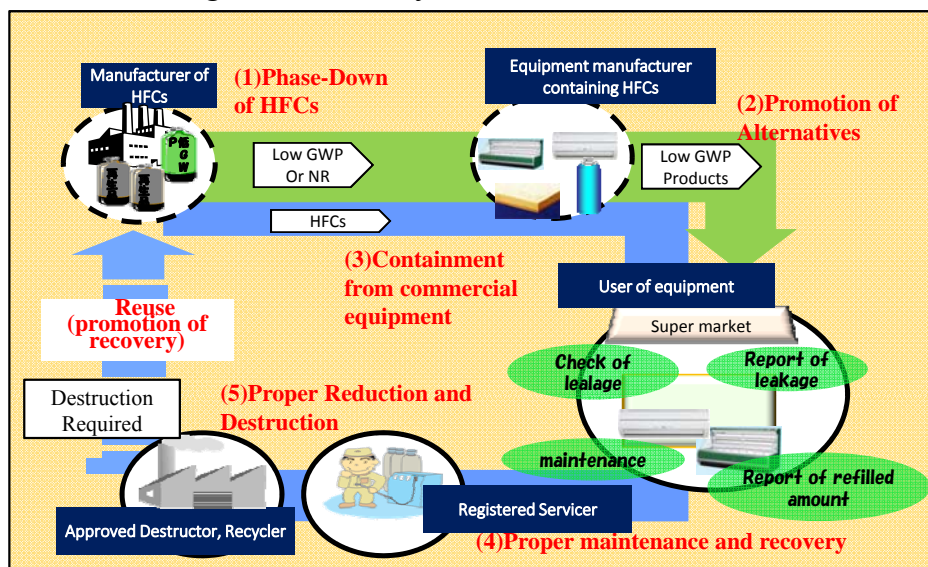 Manufacturer of
HFCs
(1)Phase-Down
of HFCs
Equipment manufacturer
containing HFCs
(2)Promotion of
Alternatives
Low GWP
Or NR
Low GWP
Products
HFCs
(3)Containment
from commercial
equipment
User of equipment
Super market
Check of
lealage
Report of
leakage
maintenance
Report of refilled
amount
Reuse
(promotion of
recovery)
Destruction
Required
(5)Proper Reduction and
Destruction
Approved Destructor, Recycler
Registered Servicer
(4)Proper maintenance and recovery